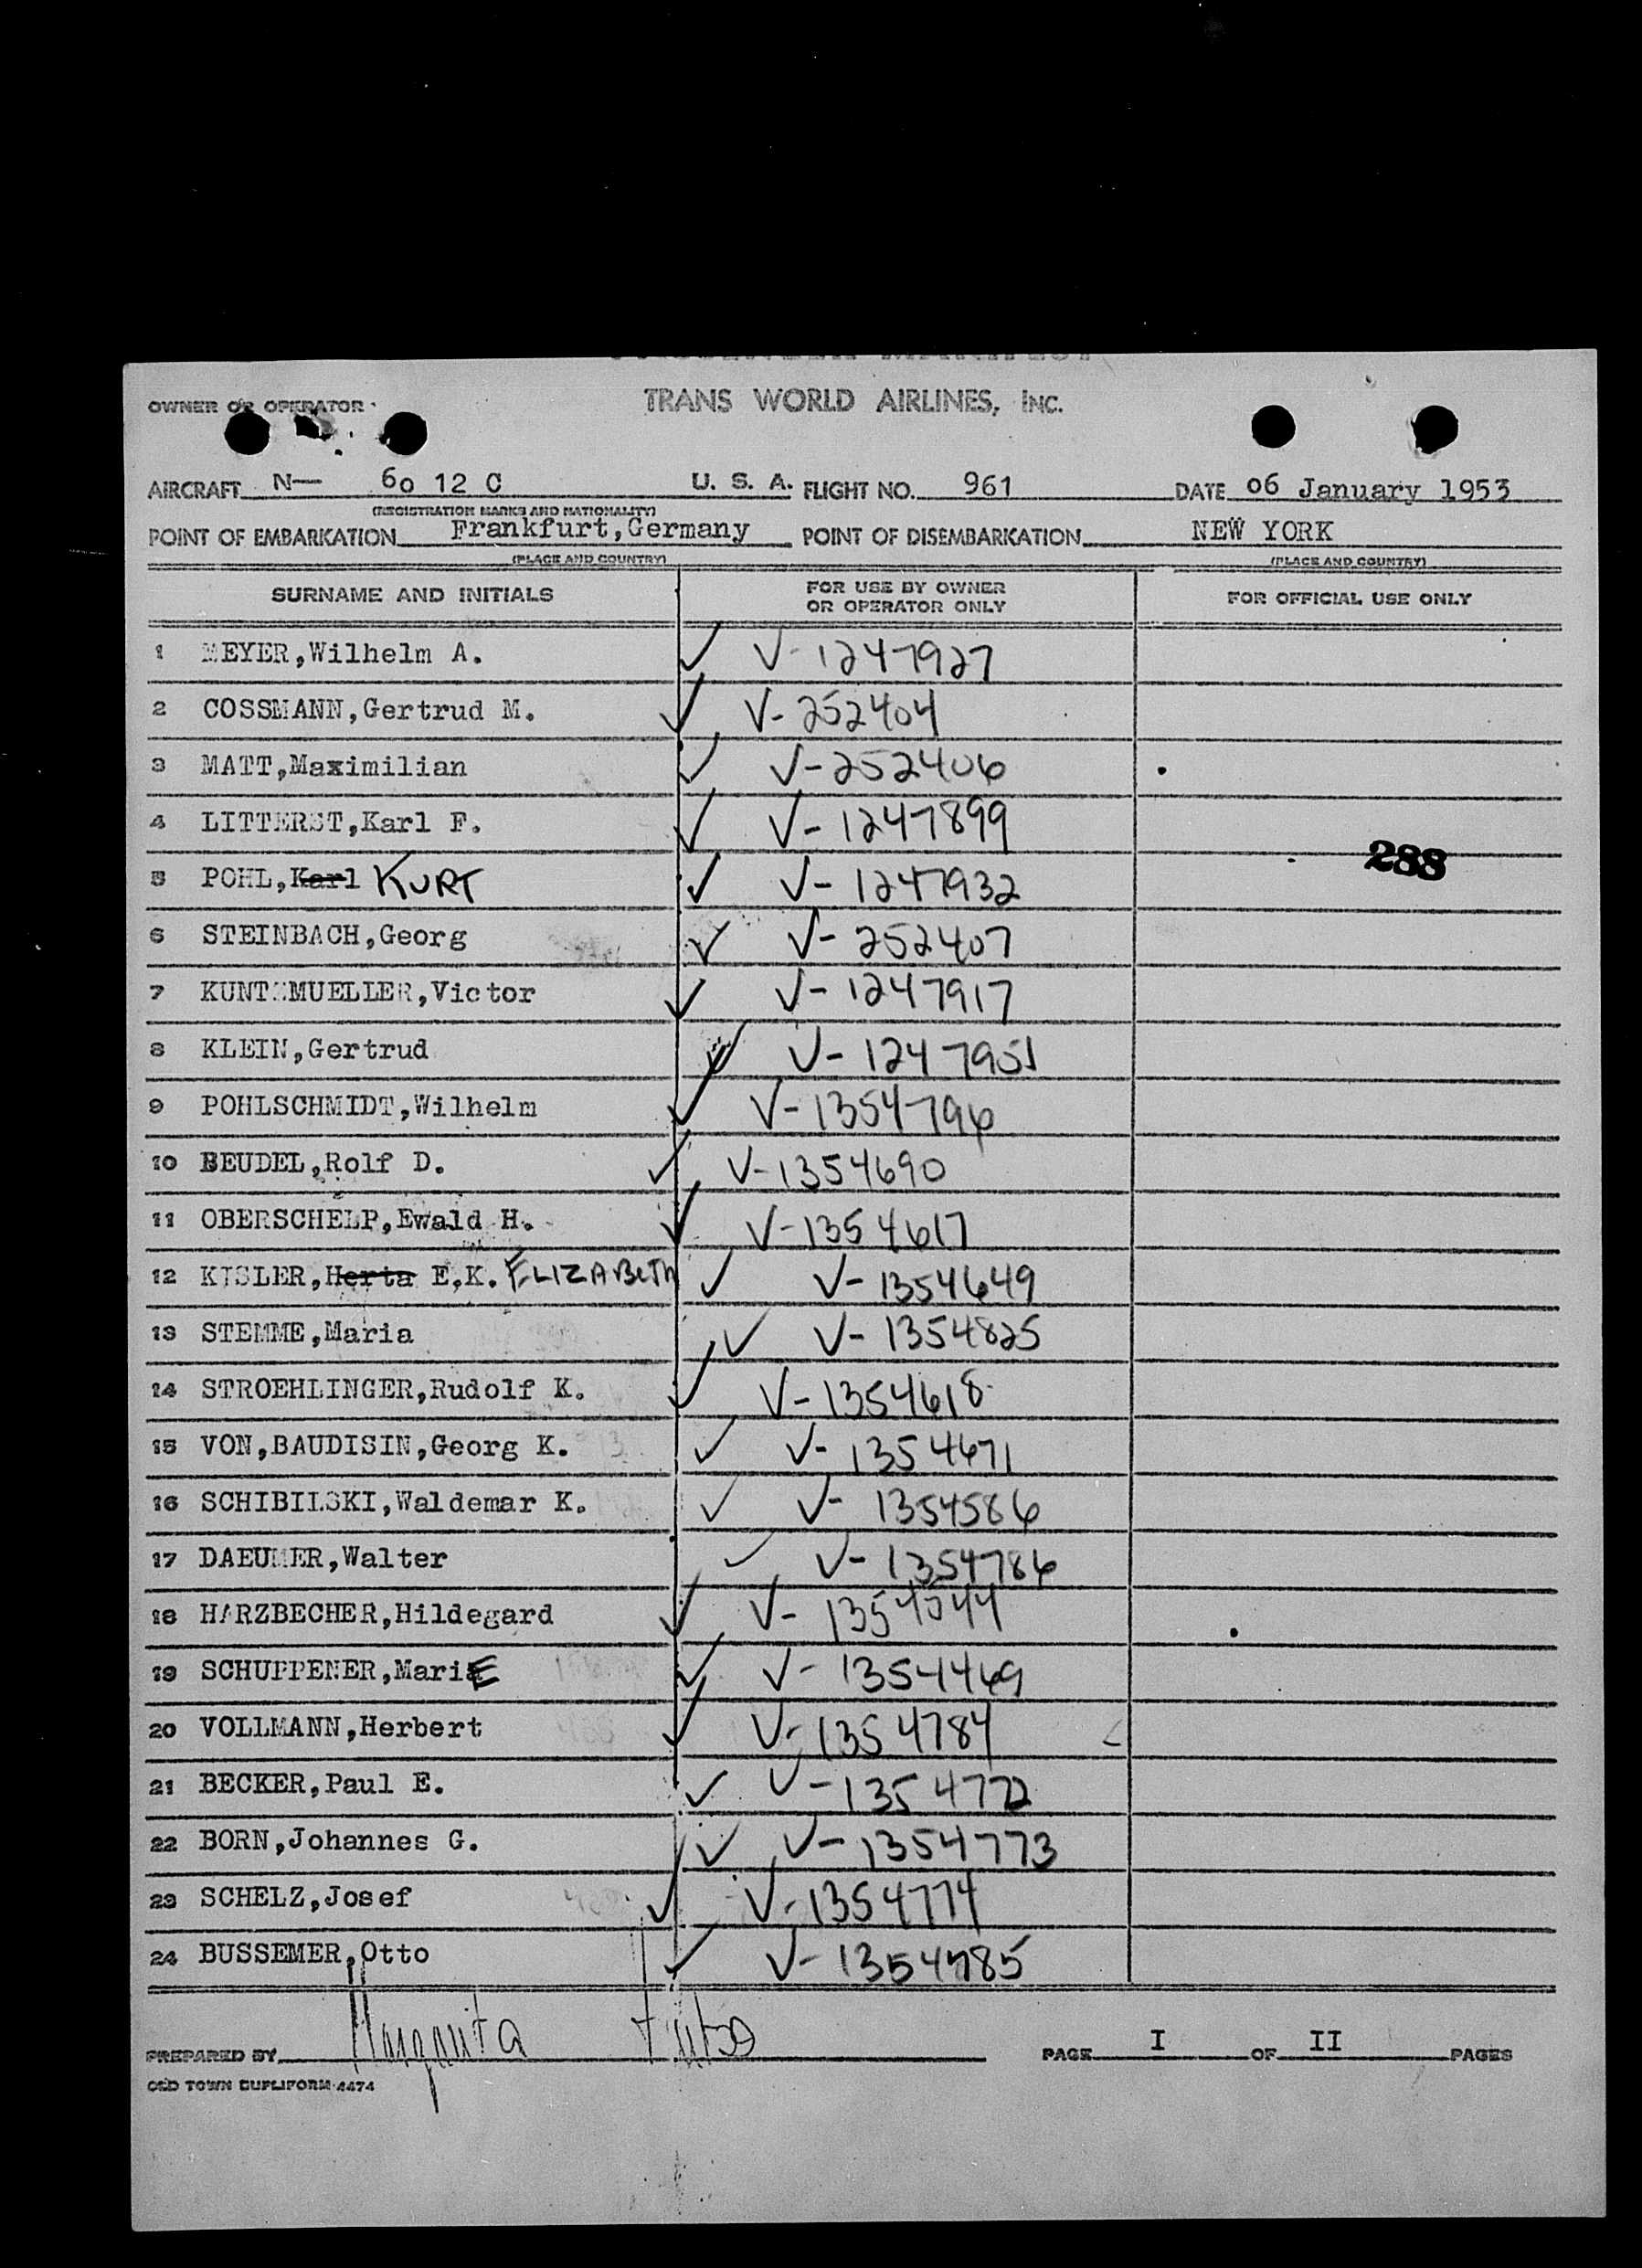 TRANS WORLD AIRLINES, INC.
OWNER OR OPERATOR
AIRCRAFT N— 60 12 C U. S. A. FLIGHT NO. 961 DATE 06 January 1953
(REGISTRATION MARKS AND NATIONALITY)
POINT OF EMBARKATION Frankfurt,Germany POINT OF DISEMBARKATION NEW YORK
(PLACE AND COUNTRY) (PLACE AND COUNTRY)
SURNAME AND INITIALS FOR USE BY OWNER OR OPERATOR ONLY FOR OFFICIAL USE ONLY
1 MEYER,Wilhelm A. ✓ V-1247927
2 COSSMANN,Gertrud M. ✓ V-252404
3 MATT,Maximilian ✓ V-252406
4 LITTERST,Karl F. ✓ V-1247899
288
5 POHL,Karl KURT ✓ V-1247932
6 STEINBACH,Georg ✓ V-252407
7 KUNTZMUELLER,Victor ✓ V-1247917
8 KLEIN,Gertrud ✓ V-1247951
9 POHLSCHMIDT,Wilhelm ✓ V-1354796
10 BEUDEL,Rolf D. ✓ V-1354690
11 OBERSCHELP,Ewald H. ✓ V-1354617
12 KISLER,Herta E.K. ELIZABETH ✓ V-1354649
13 STEMME,Maria ✓ V-1354825
14 STROEHLINGER,Rudolf K. ✓ V-1354618
15 VON,BAUDISIN,Georg K. ✓ V-1354671
16 SCHIBILSKI,Waldemar K. ✓ V-1354586
17 DAEUMER,Walter ✓ V-1354786
18 HARZBECHER,Hildegard ✓
19 SCHUPPENER,MariE ✓ V-1354469
20 VOLLMANN,Herbert ✓ V-1354784
21 BECKER,Paul E. ✓ V-1354772
22 BORN,Johannes G. ✓ V-1354773
23 SCHELZ,Josef ✓ V-1354774
24 BUSSEMER,Otto ✓ V-1354785
PREPARED BY Margarita PAGE I OF II PAGES
OLD TOWN DUPLIFORM 4474